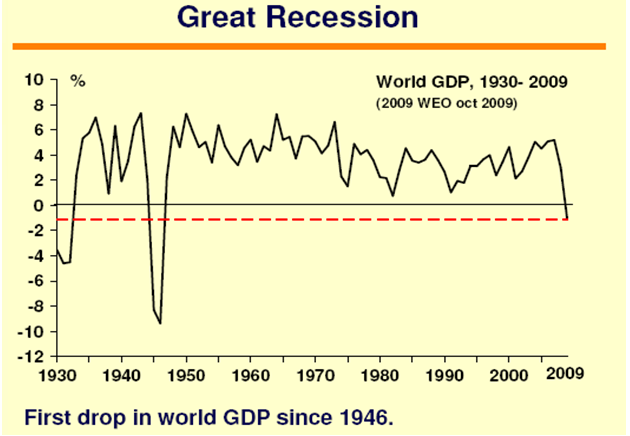 Great Recession
10 % World GDP, 1930- 2009
8 (2009 WEO oct 2009)
6
4
2
0
-2
-4
-6
-8
-10
-12
1930 1940 1950 1960 1970 1980 1990 2000 2009
First drop in world GDP since 1946.